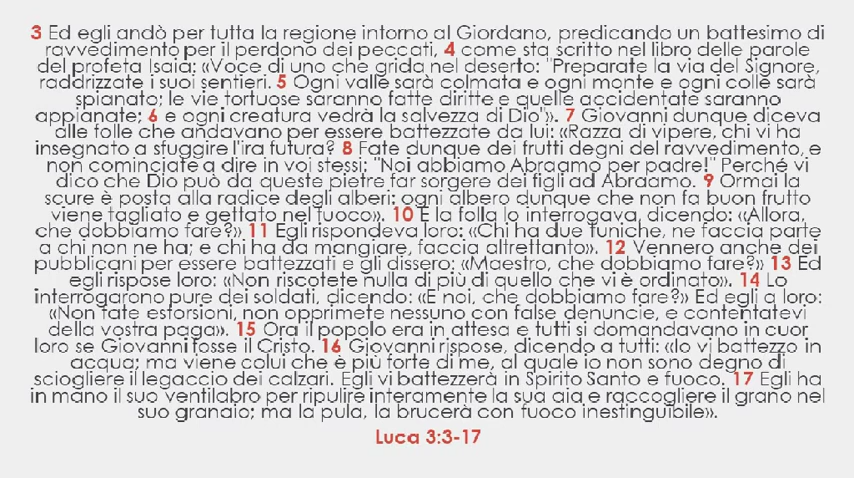 3 Ed egli andò per tutta la regione intorno al Giordano, predicando un battesimo di
ravvedimento per il perdono dei peccati, 4 come sta scritto nel libro delle parole
del profeta Isaia: «Voce di uno che grida nel deserto: "Preparate la via del Signore,
raddrizzate i suoi sentieri. 5 Ogni valle sarà colmata e ogni monte e ogni colle sarà
spianato; le vie tortuose saranno fatte diritte e quelle accidentate saranno
appianate; 6 e ogni creatura vedrà la salvezza di Dio"». 7 Giovanni dunque diceva
alle folle che andavano per essere battezzate da lui: «Razza di vipere, chi vi ha
insegnato a sfuggire l'ira futura? 8 Fate dunque dei frutti degni del ravvedimento, e
non cominciate a dire in voi stessi: "Noi abbiamo Abraamo per padre!" Perché vi
dico che Dio può da queste pietre far sorgere dei figli ad Abraamo. 9 Ormai la
scure è posta alla radice degli alberi: ogni albero dunque che non fa buon frutto
viene tagliato e gettato nel fuoco». 10 E la folla lo interrogava, dicendo: «Allora,
che dobbiamo fare?» 11 Egli rispondeva loro: «Chi ha due tuniche, ne faccia parte
a chi non ne ha; e chi ha da mangiare, faccia altrettanto». 12 Vennero anche dei
pubblicani per essere battezzati e gli dissero: «Maestro, che dobbiamo fare?» 13 Ed
egli rispose loro: «Non riscotete nulla di più di quello che vi è ordinato». 14 Lo
interrogarono pure dei soldati, dicendo: «E noi, che dobbiamo fare?» Ed egli a loro:
«Non fate estorsioni, non opprimete nessuno con false denunce, e contentatevi
della vostra paga». 15 Ora il popolo era in attesa e tutti si domandavano in cuor
loro se Giovanni fosse il Cristo. 16 Giovanni rispose, dicendo a tutti: «Io vi battezzo in
acqua; ma viene colui che è più forte di me, al quale io non sono degno di
sciogliere il legaccio dei calzari. Egli vi battezzerà in Spirito Santo e fuoco. 17 Egli ha
in mano il suo ventilabro per ripulire interamente la sua aia e raccogliere il grano nel
suo granaio; ma la pula, la brucerà con fuoco inestinguibile».
Luca 3:3-17